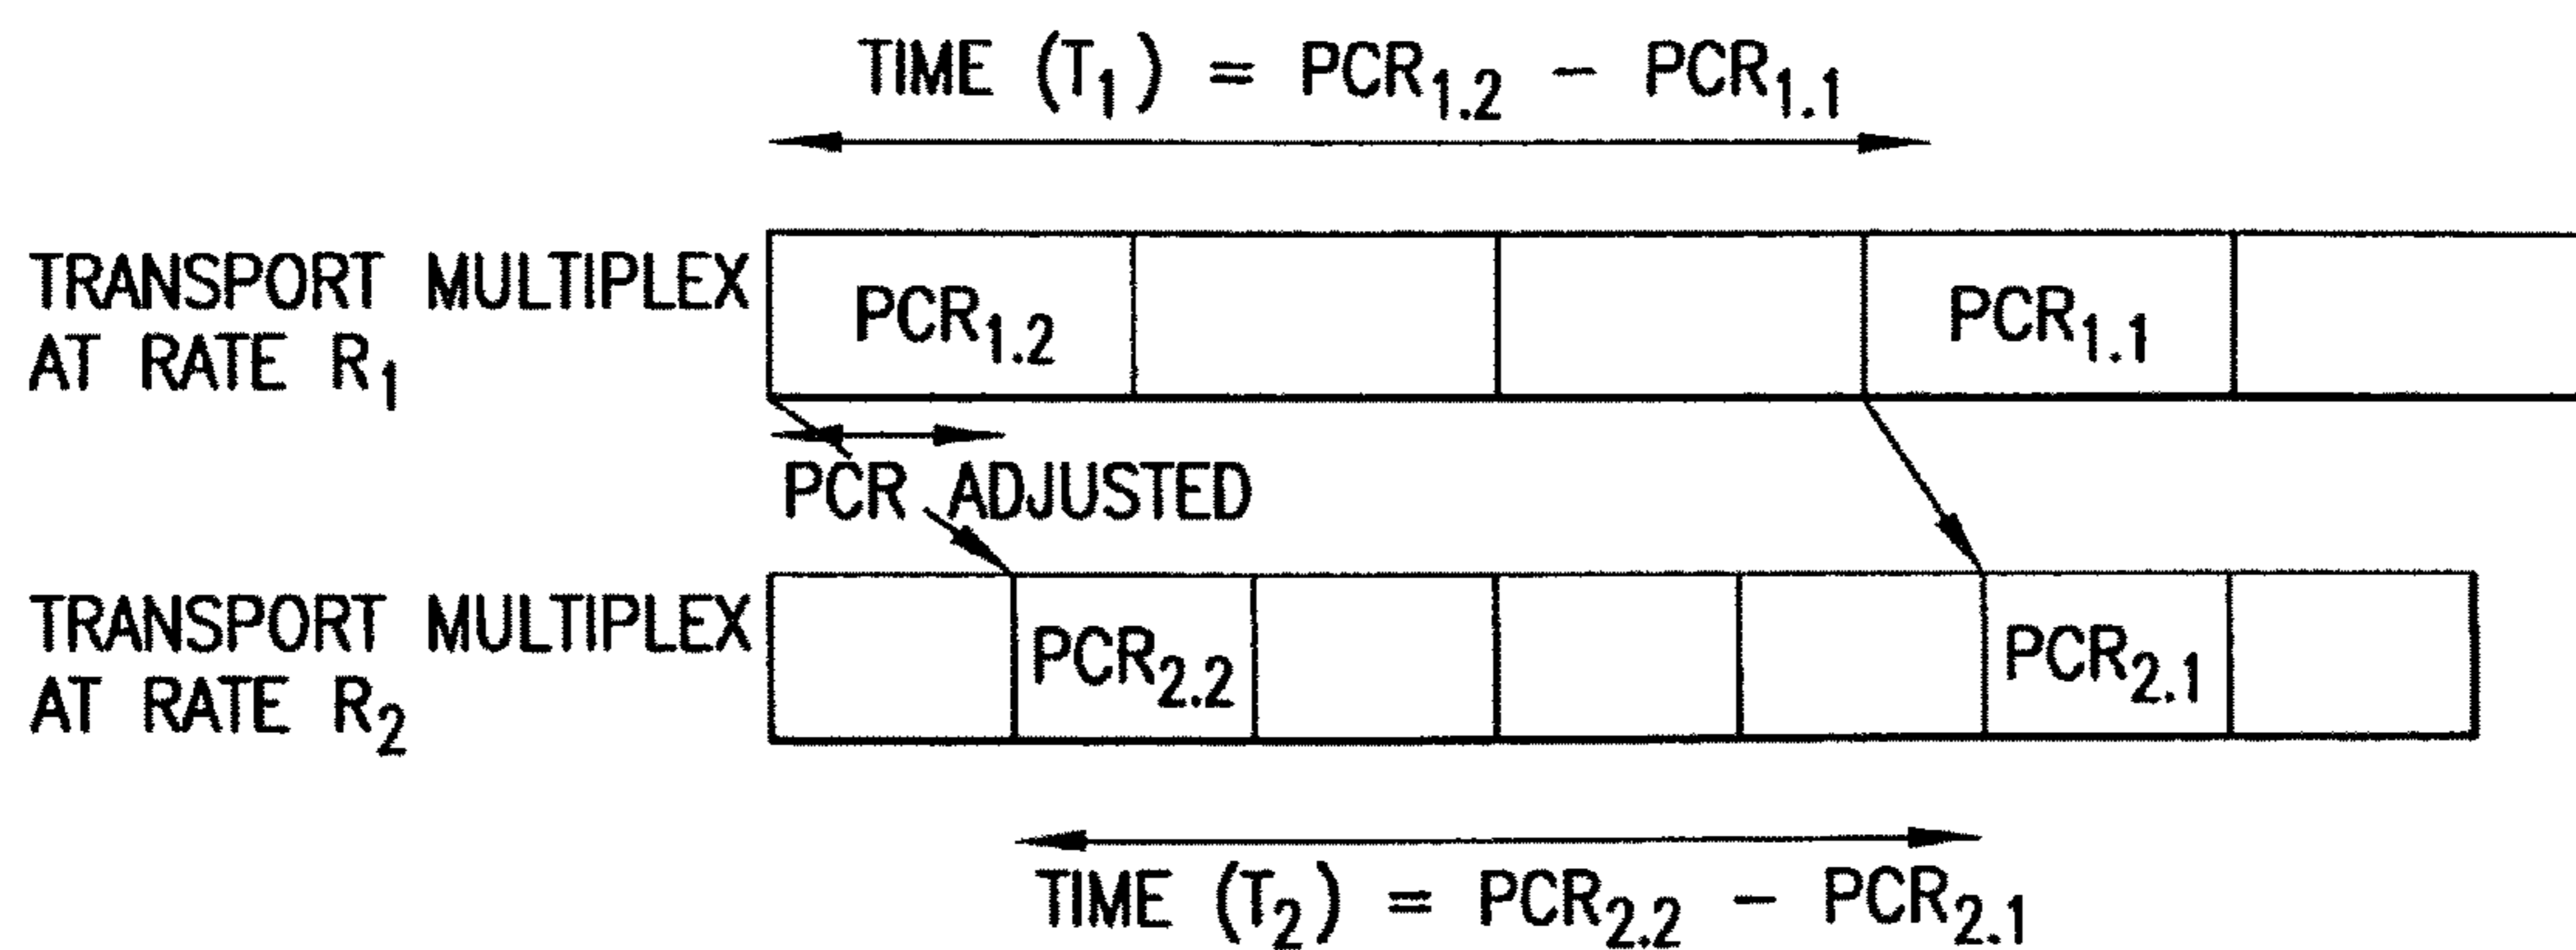 TIME (T₁) = PCR₁.₂ – PCR₁.₁
TRANSPORT MULTIPLEX
AT RATE R₁
PCR₁.₂
PCR₁.₁
PCR ADJUSTED
TRANSPORT MULTIPLEX
AT RATE R₂
PCR₂.₂
PCR₂.₁
TIME (T₂) = PCR₂.₂ – PCR₂.₁